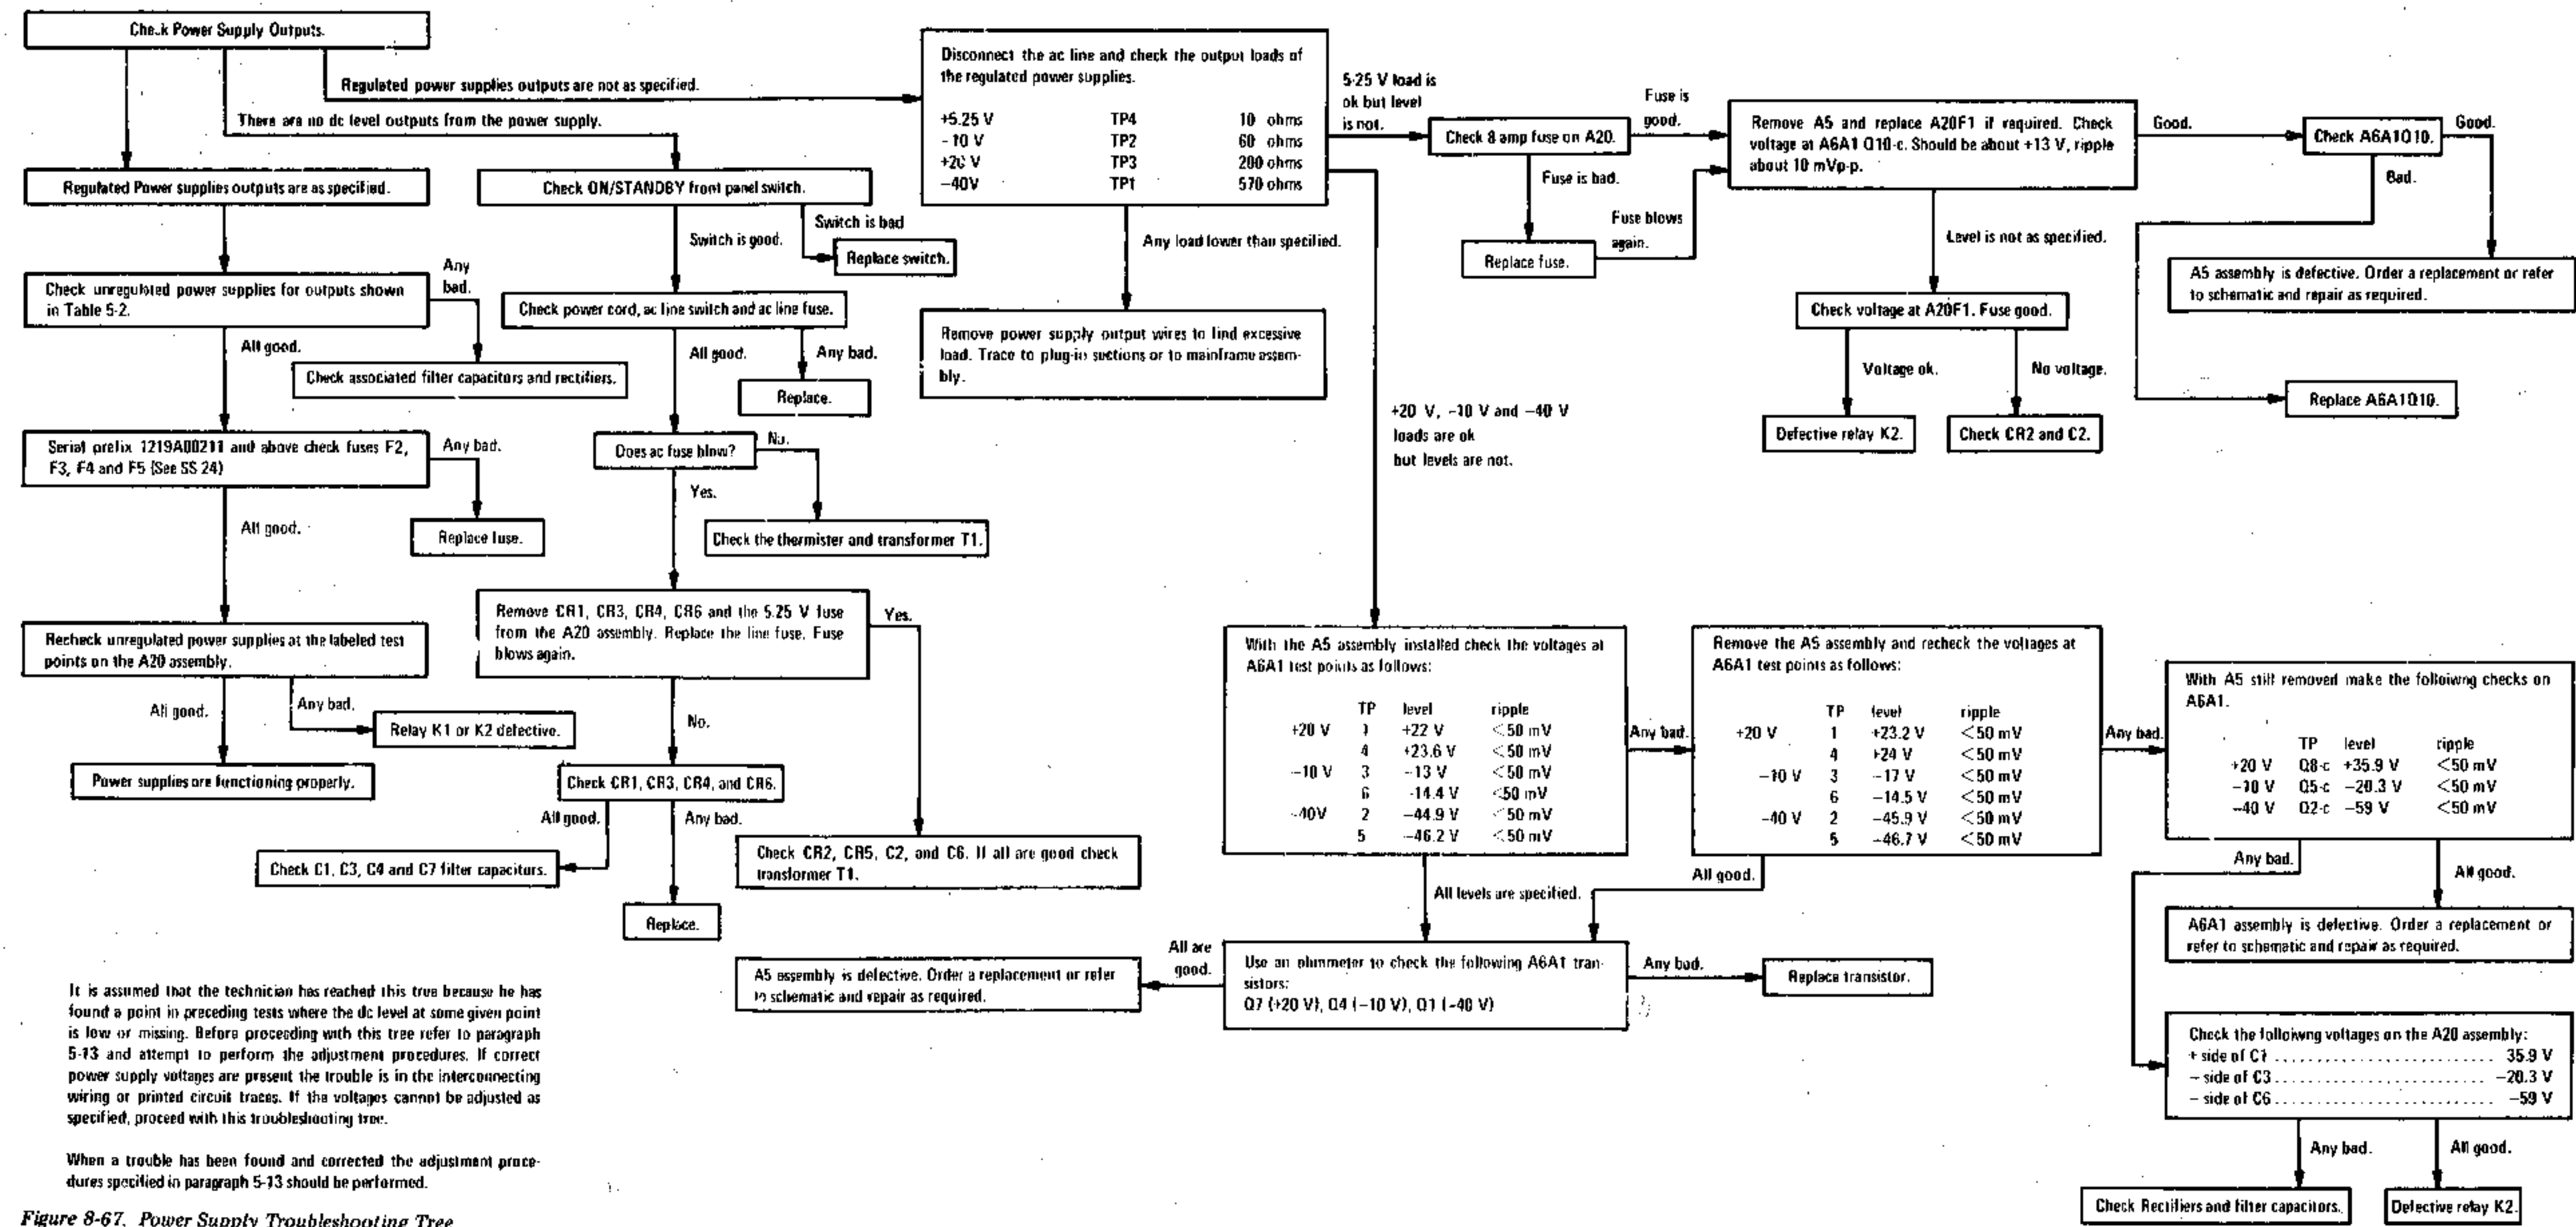 Check Power Supply Outputs.
Regulated power supplies outputs are not as specified.
There are no dc level outputs from the power supply.
Regulated Power supplies outputs are as specified.
Check unregulated power supplies for outputs shown
in Table 5-2.
Any
bad.
All good.
Check associated filter capacitors and rectifiers.
Serial prefix 1219A00211 and above check fuses F2,
F3, F4 and F5 (See SS 24)
Any bad.
All good.
Replace fuse.
Recheck unregulated power supplies at the labeled test
points on the A20 assembly.
All good.
Any bad.
Relay K1 or K2 defective.
Power supplies are functioning properly.
Check ON/STANDBY front panel switch.
Switch is good.
Switch is bad
Replace switch.
Check power cord, ac line switch and ac line fuse.
All good.
Any bad.
Replace.
Does ac fuse blow?
No.
Yes.
Check the thermister and transformer T1.
Remove CR1, CR3, CR4, CR6 and the 5.25 V fuse
from the A20 assembly. Replace the line fuse. Fuse
blows again.
Yes.
No.
Check CR1, CR3, CR4, and CR6.
All good.
Any bad.
Check C1, C3, C4 and C7 filter capacitors.
Replace.
Check CR2, CR5, C2, and C6. If all are good check
transformer T1.
Disconnect the ac line and check the output loads of
the regulated power supplies.
+5.25 V TP4 10 ohms
-10 V TP2 60 ohms
+20 V TP3 200 ohms
-40V TP1 570 ohms
Any load lower than specified.
Remove power supply output wires to find excessive
load. Trace to plug-in sections or to mainframe assem-
bly.
5-25 V load is
ok but level
is not.
Check 8 amp fuse on A20.
Fuse is
good.
Fuse is bad.
Replace fuse.
Fuse blows
again.
Remove A5 and replace A20F1 if required. Check
voltage at A6A1 Q10-c. Should be about +13 V, ripple
about 10 mVp-p.
Good.
Level is not as specified.
Check voltage at A20F1. Fuse good.
Voltage ok.
No voltage.
Defective relay K2.
Check CR2 and C2.
Check A6A1Q10.
Good.
Bad.
A5 assembly is defective. Order a replacement or refer
to schematic and repair as required.
Replace A6A1Q10.
+20 V, -10 V and -40 V
loads are ok
but levels are not.
With the A5 assembly installed check the voltages at
A6A1 test points as follows:
TP level ripple
+20 V 1 +22 V <50 mV
4 +23.6 V <50 mV
-10 V 3 -13 V <50 mV
6 -14.4 V <50 mV
-40V 2 -44.9 V <50 mV
5 -46.2 V <50 mV
Any bad.
All levels are specified.
Remove the A5 assembly and recheck the voltages at
A6A1 test points as follows:
TP level ripple
+20 V 1 +23.2 V <50 mV
4 +24 V <50 mV
-10 V 3 -17 V <50 mV
6 -14.5 V <50 mV
-40 V 2 -45.9 V <50 mV
5 -46.7 V <50 mV
Any bad.
All good.
With A5 still removed make the folloiwng checks on
A6A1.
TP level ripple
+20 V Q8-c +35.9 V <50 mV
-10 V Q5-c -20.3 V <50 mV
-40 V Q2-c -59 V <50 mV
Any bad.
All good.
A6A1 assembly is defective. Order a replacement or
refer to schematic and repair as required.
Use an ohmmeter to check the following A6A1 tran-
sistors:
Q7 (+20 V), Q4 (-10 V), Q1 (-40 V)
All are
good.
Any bad.
A5 assembly is defective. Order a replacement or refer
to schematic and repair as required.
Replace transistor.
Check the folloiwng voltages on the A20 assembly:
+ side of C1 ........................ 35.9 V
- side of C3 ........................ -20.3 V
- side of C6 ........................ -59 V
Any bad.
All good.
Check Rectifiers and filter capacitors.
Defective relay K2.
It is assumed that the technician has reached this tree because he has
found a point in preceding tests where the dc level at some given point
is low or missing. Before proceeding with this tree refer to paragraph
5-13 and attempt to perform the adjustment procedures. If correct
power supply voltages are present the trouble is in the interconnecting
wiring or printed circuit traces. If the voltages cannot be adjusted as
specified, proceed with this troubleshooting tree.
When a trouble has been found and corrected the adjustment proce-
dures specified in paragraph 5-13 should be performed.
Figure 8-67. Power Supply Troubleshooting Tree